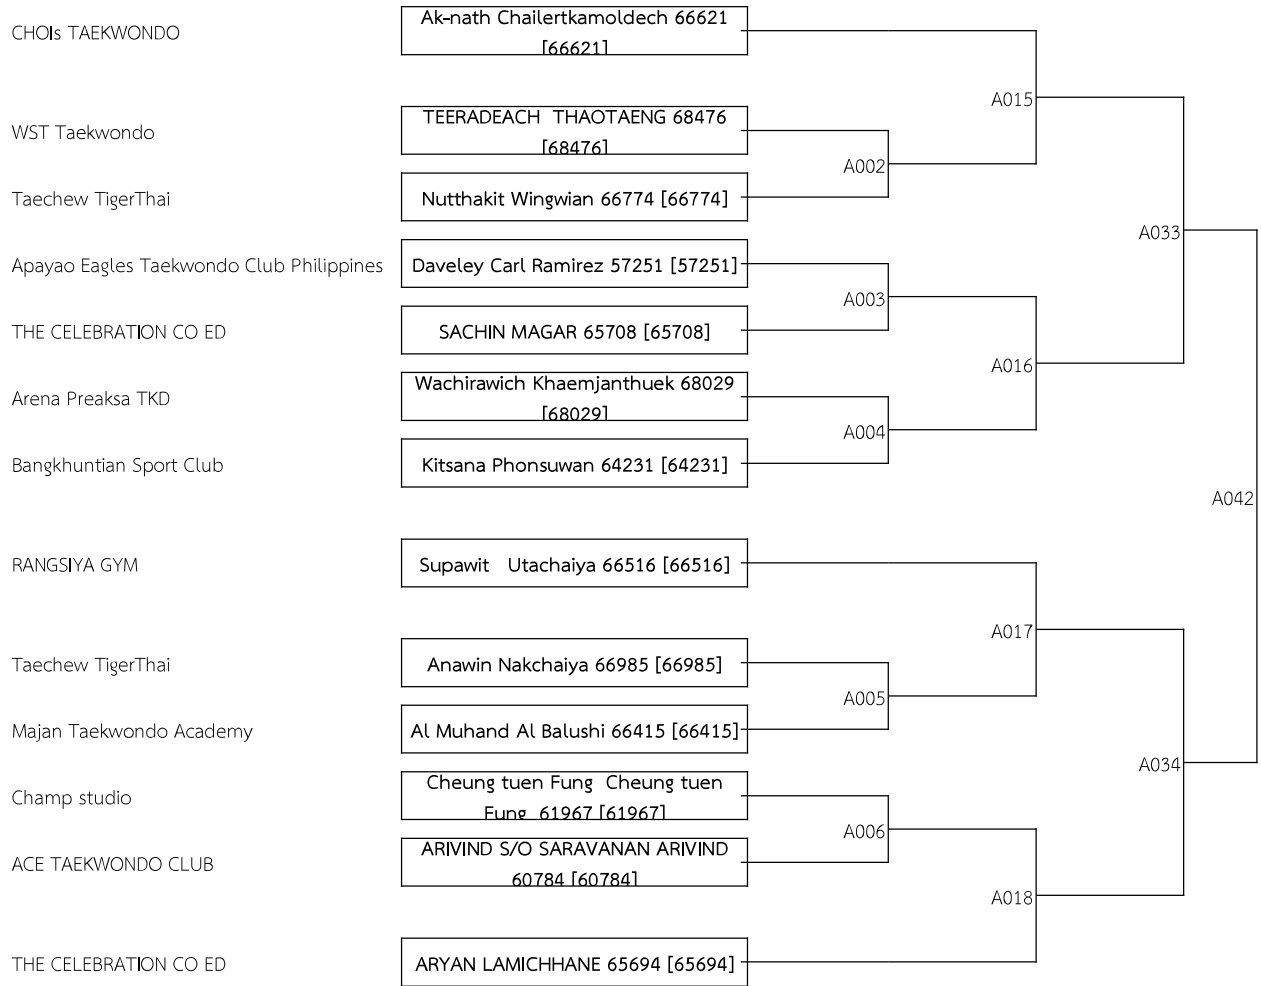 CHOIs TAEKWONDO
Ak-nath Chailertkamoldech 66621
[66621]
A015
WST Taekwondo
TEERADEACH THAOTAENG 68476
[68476]
A002
Taechew TigerThai
Nutthakit Wingwian 66774 [66774]
A033
Apayao Eagles Taekwondo Club Philippines
Daveley Carl Ramirez 57251 [57251]
A003
THE CELEBRATION CO ED
SACHIN MAGAR 65708 [65708]
A016
Arena Preaksa TKD
Wachirawich Khaemjanthuek 68029
[68029]
A004
Bangkhuntian Sport Club
Kitsana Phonsuwan 64231 [64231]
A042
RANGSIYA GYM
Supawit Utachaiya 66516 [66516]
A017
Taechew TigerThai
Anawin Nakchaiya 66985 [66985]
A005
Majan Taekwondo Academy
Al Muhand Al Balushi 66415 [66415]
A034
Champ studio
Cheung tuen Fung Cheung tuen
Fung 61967 [61967]
A006
ACE TAEKWONDO CLUB
ARIVIND S/O SARAVANAN ARIVIND
60784 [60784]
A018
THE CELEBRATION CO ED
ARYAN LAMICHHANE 65694 [65694]